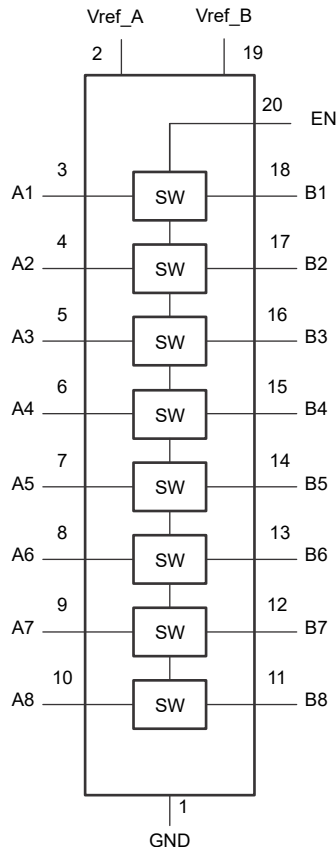 Vref_A Vref_B
2 19
20 EN
3 18
A1 SW B1
4 17
A2 SW B2
5 16
A3 SW B3
6 15
A4 SW B4
7 14
A5 SW B5
8 13
A6 SW B6
9 12
A7 SW B7
10 11
A8 SW B8
1
GND